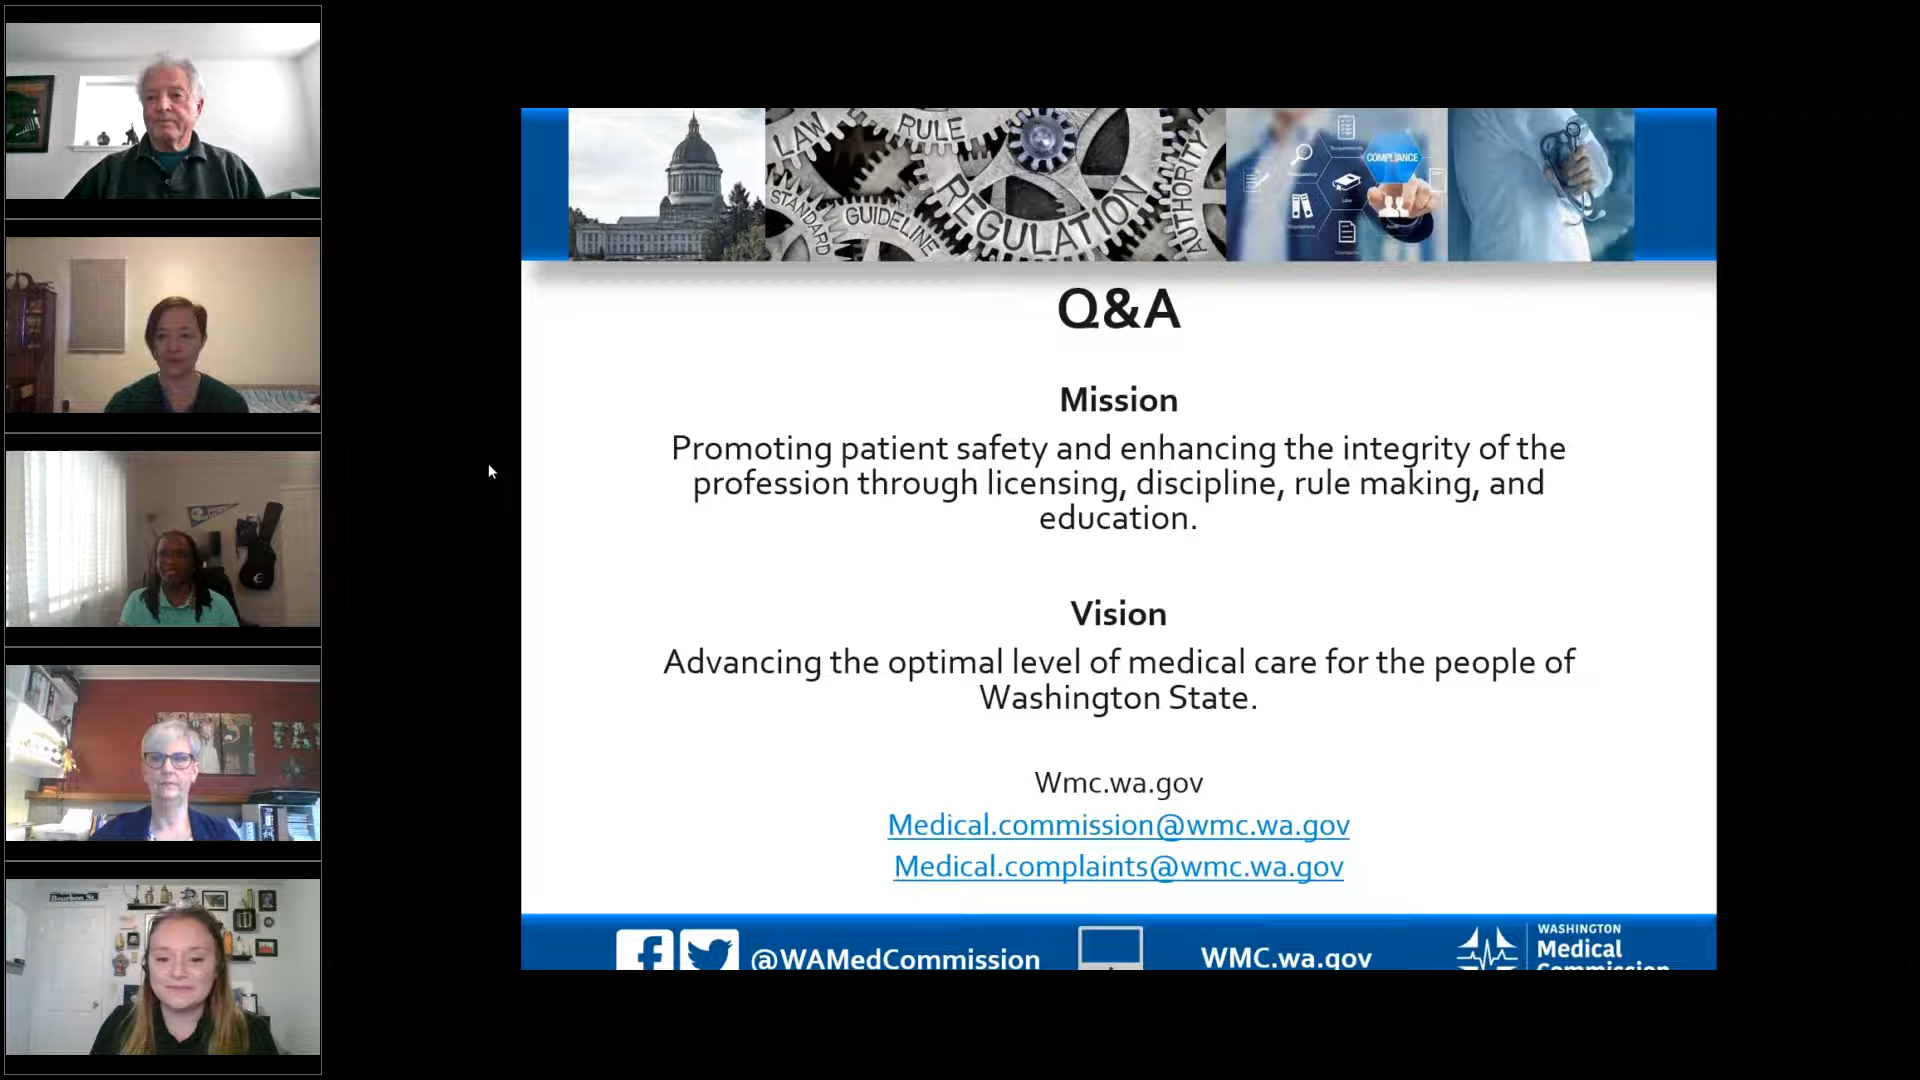 LAW
RULE
REGULATION
AUTHORITY
STANDARD
GUIDELINE
COMPLIANCE
Law
Q&A
Mission
Promoting patient safety and enhancing the integrity of the
profession through licensing, discipline, rule making, and
education.
Vision
Advancing the optimal level of medical care for the people of
Washington State.
Wmc.wa.gov
Medical.commission@wmc.wa.gov
Medical.complaints@wmc.wa.gov
@WAMedCommission
WMC.wa.gov
WASHINGTON
Medical
Commission
Bourbon St.